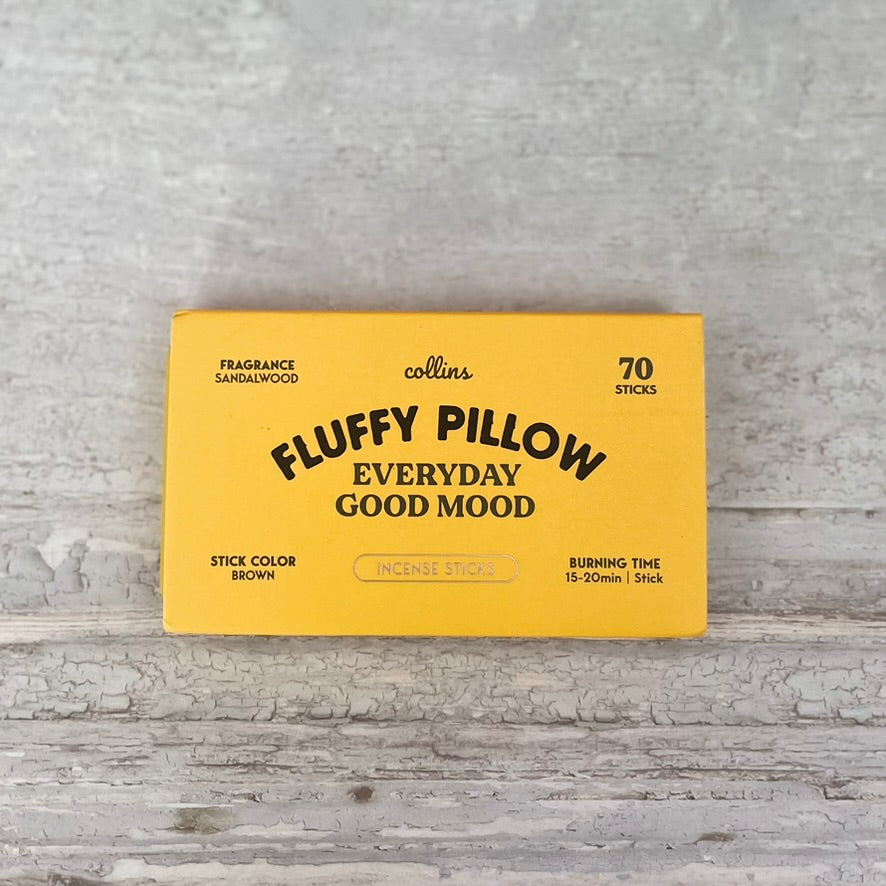 FRAGRANCE
SANDALWOOD
collins
70
STICKS
FLUFFY PILLOW
EVERYDAY
GOOD MOOD
STICK COLOR
BROWN
INCENSE STICKS
BURNING TIME
15-20min | Stick